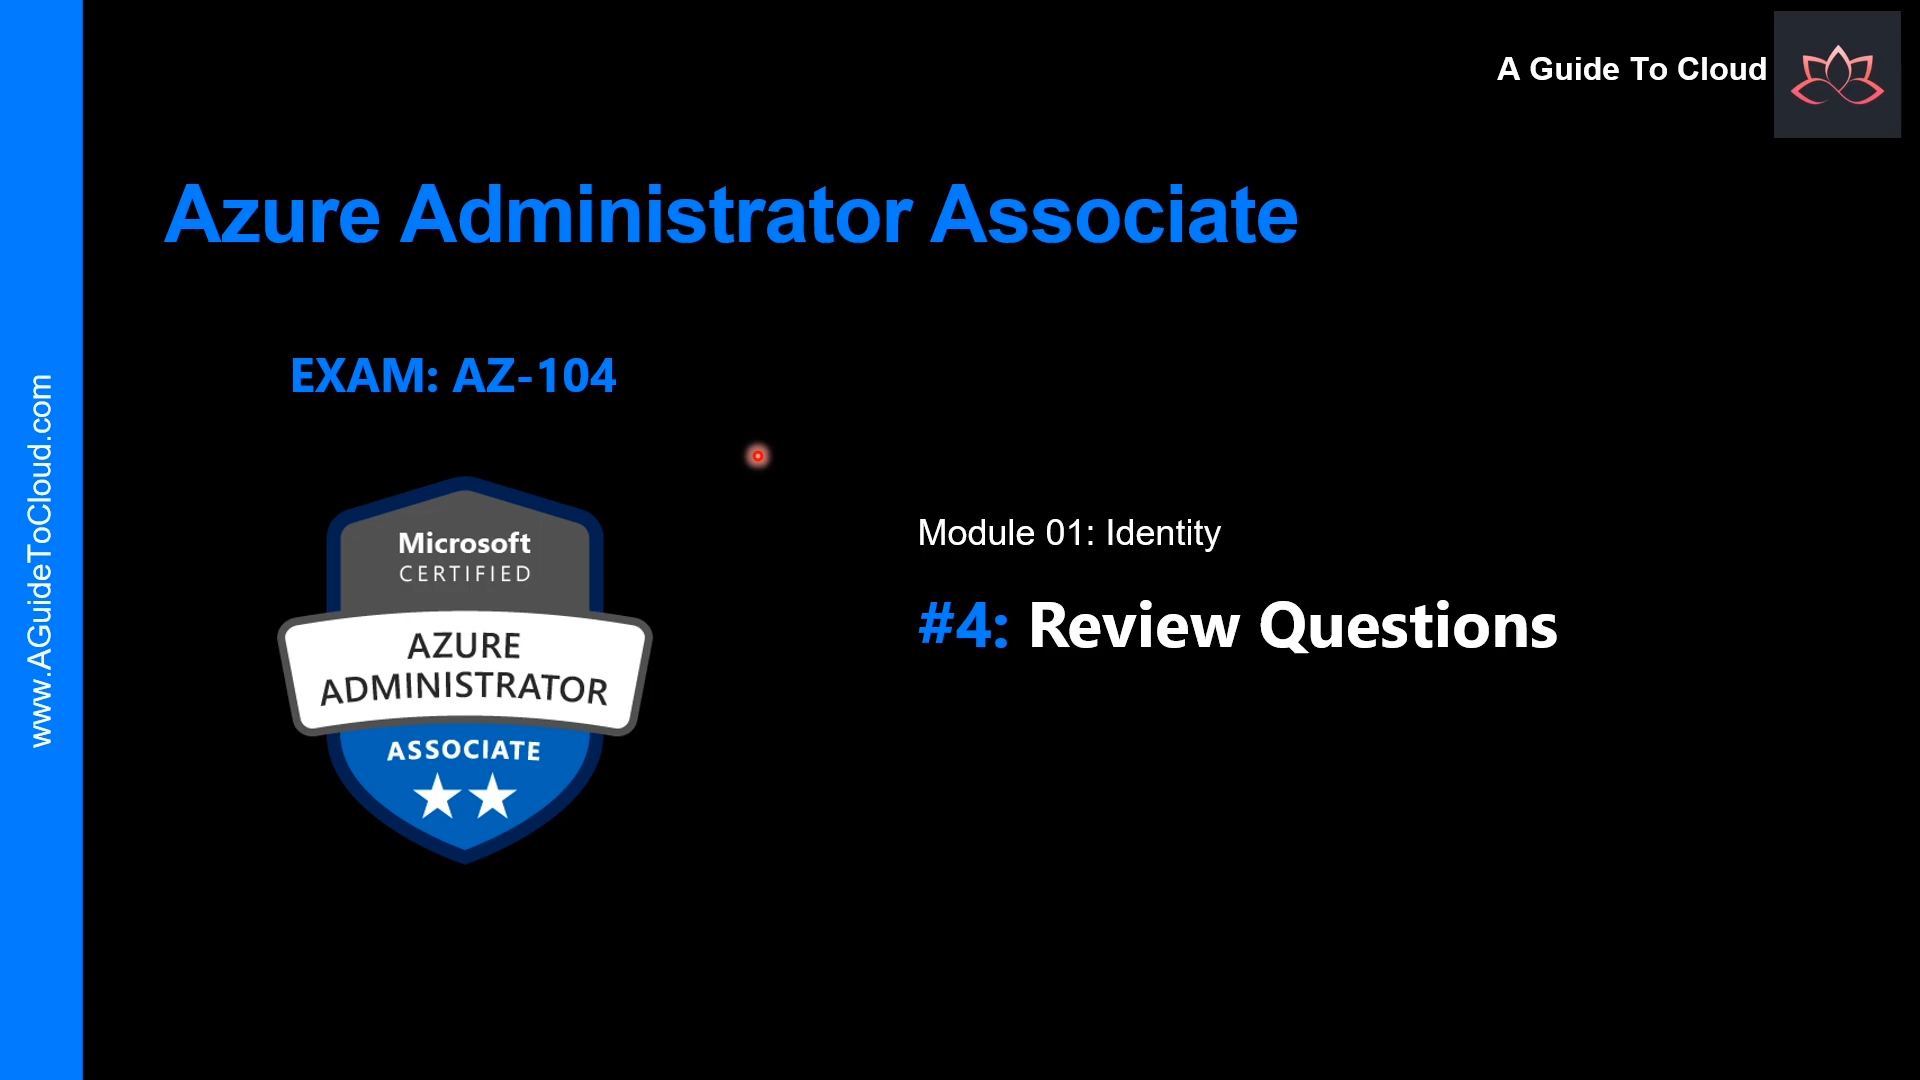 A Guide To Cloud
Azure Administrator Associate
EXAM: AZ-104
Microsoft
CERTIFIED
AZURE
ADMINISTRATOR
ASSOCIATE
Module 01: Identity
#4: Review Questions
www.AGuideToCloud.com